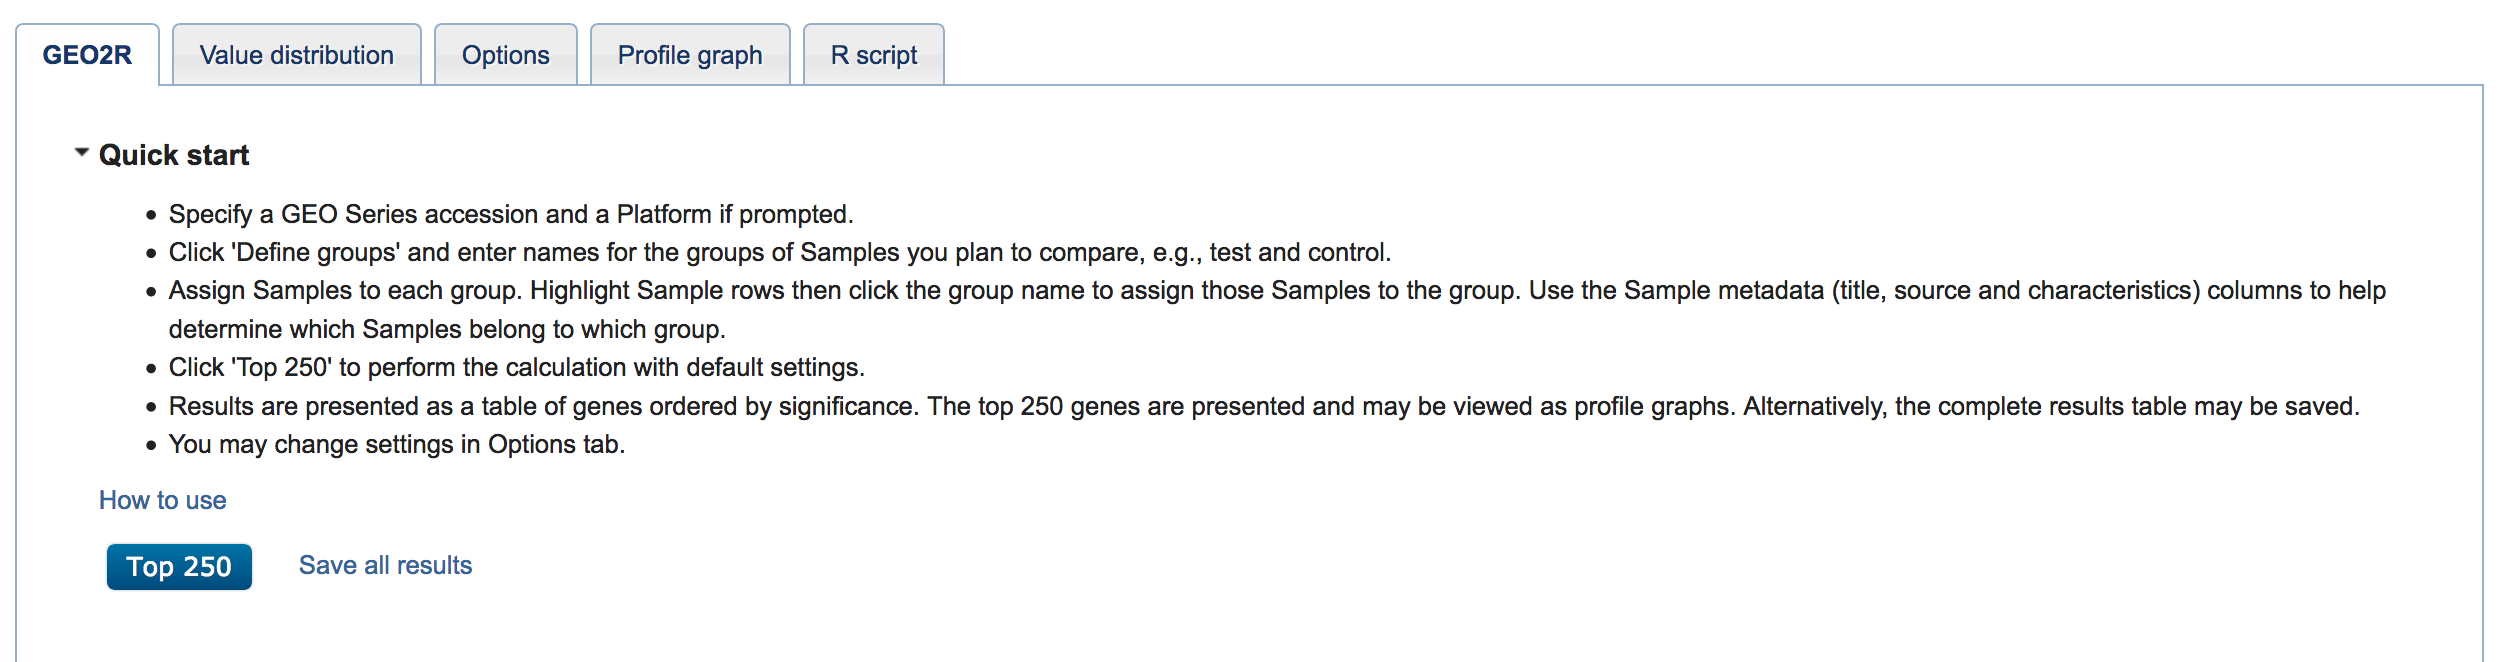 GEO2R Value distribution Options Profile graph R script
Quick start
Specify a GEO Series accession and a Platform if prompted.
Click 'Define groups' and enter names for the groups of Samples you plan to compare, e.g., test and control.
Assign Samples to each group. Highlight Sample rows then click the group name to assign those Samples to the group. Use the Sample metadata (title, source and characteristics) columns to help
determine which Samples belong to which group.
Click 'Top 250' to perform the calculation with default settings.
Results are presented as a table of genes ordered by significance. The top 250 genes are presented and may be viewed as profile graphs. Alternatively, the complete results table may be saved.
You may change settings in Options tab.
How to use
Top 250 Save all results